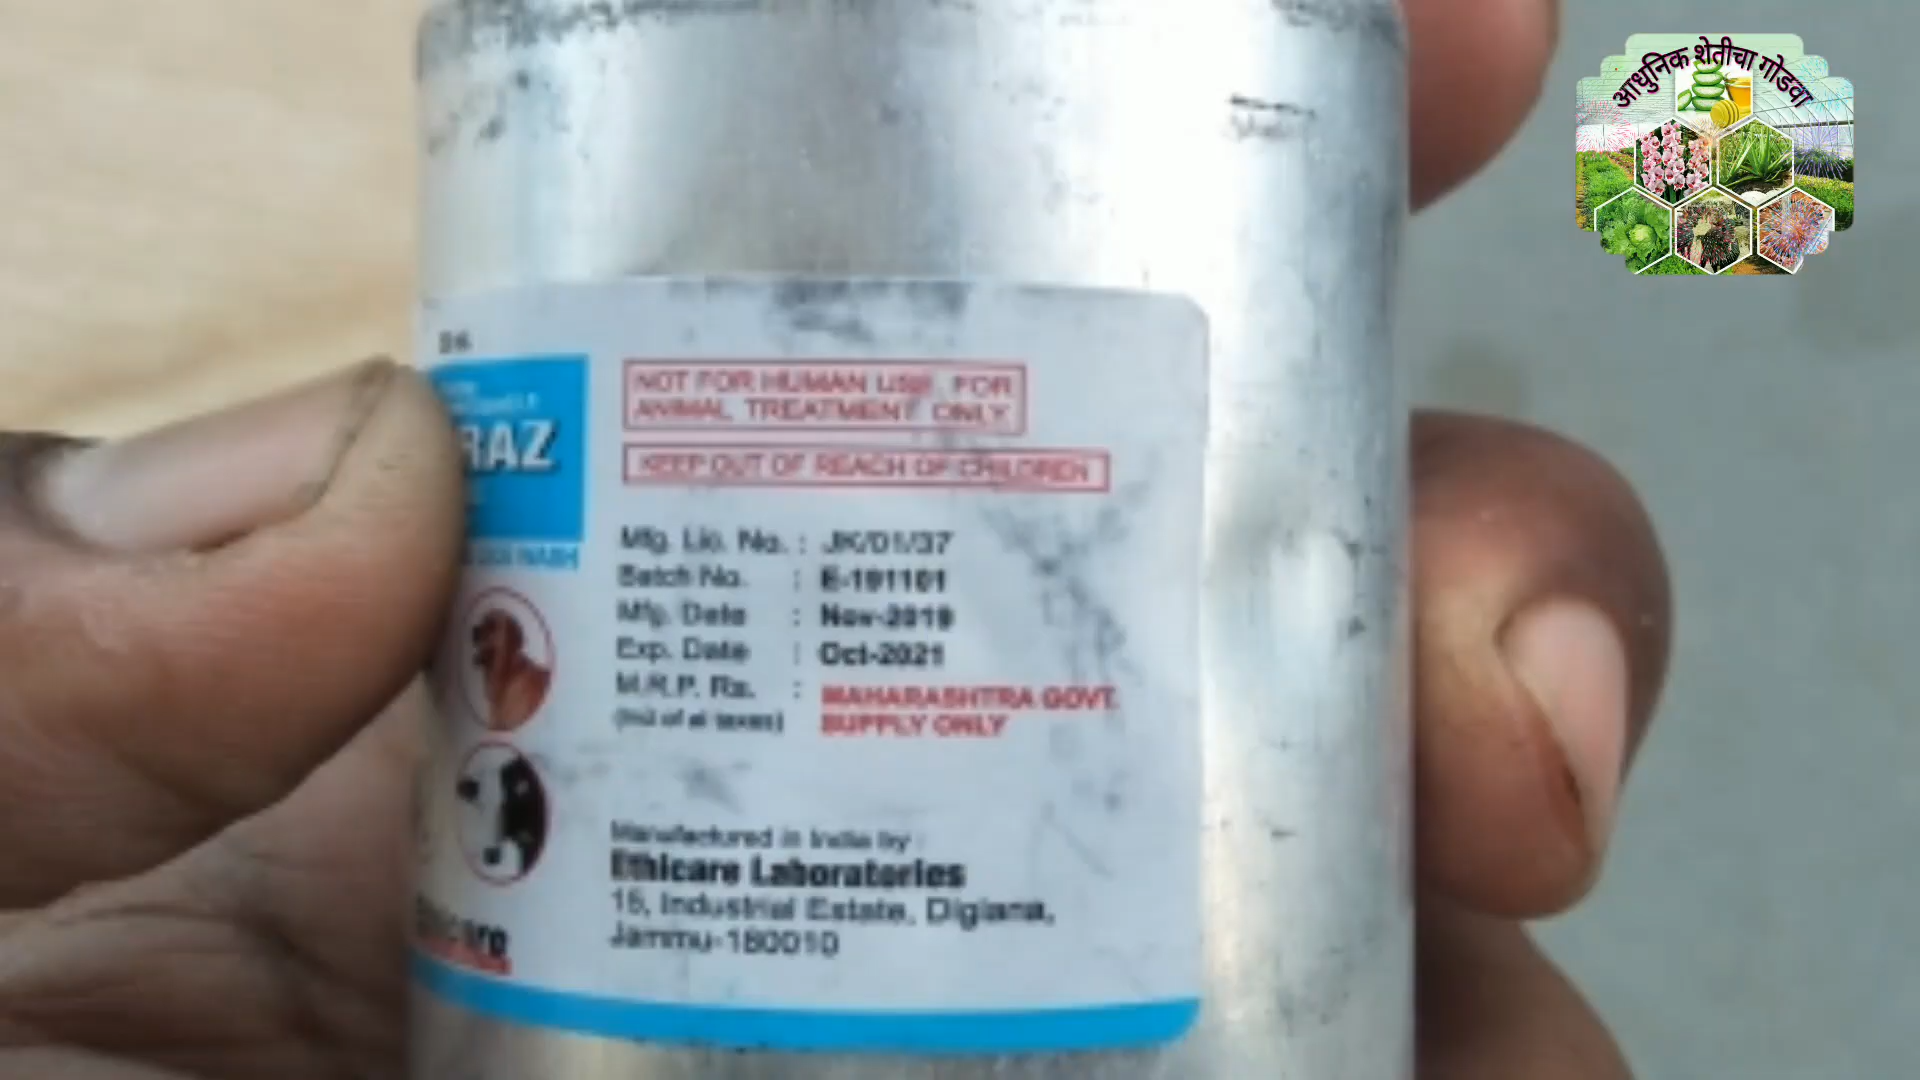 आधुनिक शेतीचा गोडवा
RAZ
NOT FOR HUMAN USE, FOR
ANIMAL TREATMENT ONLY
KEEP OUT OF REACH OF CHILDREN
Mfg. Lic. No. : JK/01/37
Batch No. : E-191101
Mfg. Date : Nov-2019
Exp. Date : Oct-2021
M.R.P. Rs. : MAHARASHTRA GOVT.
(Incl of all taxes) SUPPLY ONLY
Manufactured in India by :
Ethicare Laboratories
15, Industrial Estate, Digiana,
Jammu-180010